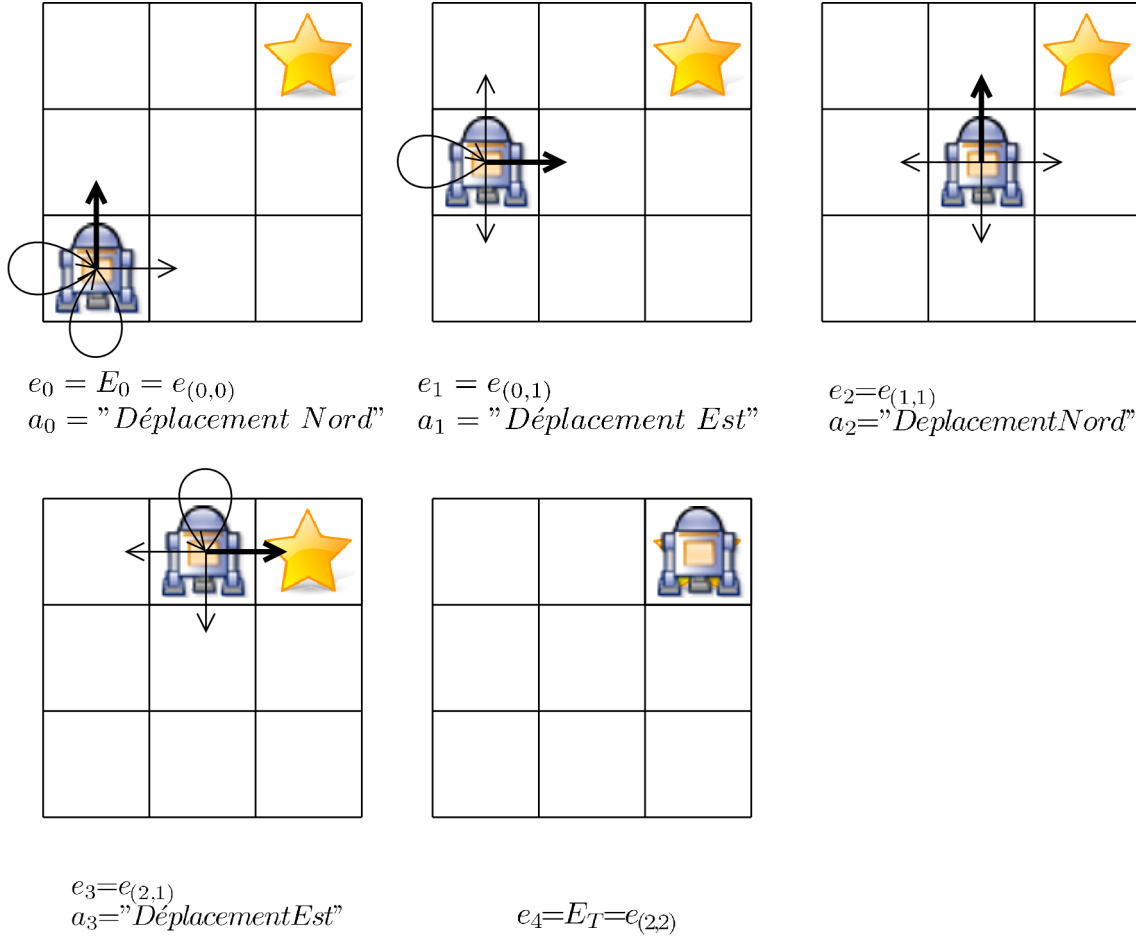 e₀ = E₀ = e₍₀,₀₎
a₀ = "Déplacement Nord"
e₁ = e₍₀,₁₎
a₁ = "Déplacement Est"
e₂=e₍₁,₁₎
a₂="DeplacementNord"
e₃=e₍₂,₁₎
a₃="DéplacementEst"
e₄=E_T=e₍₂,₂₎